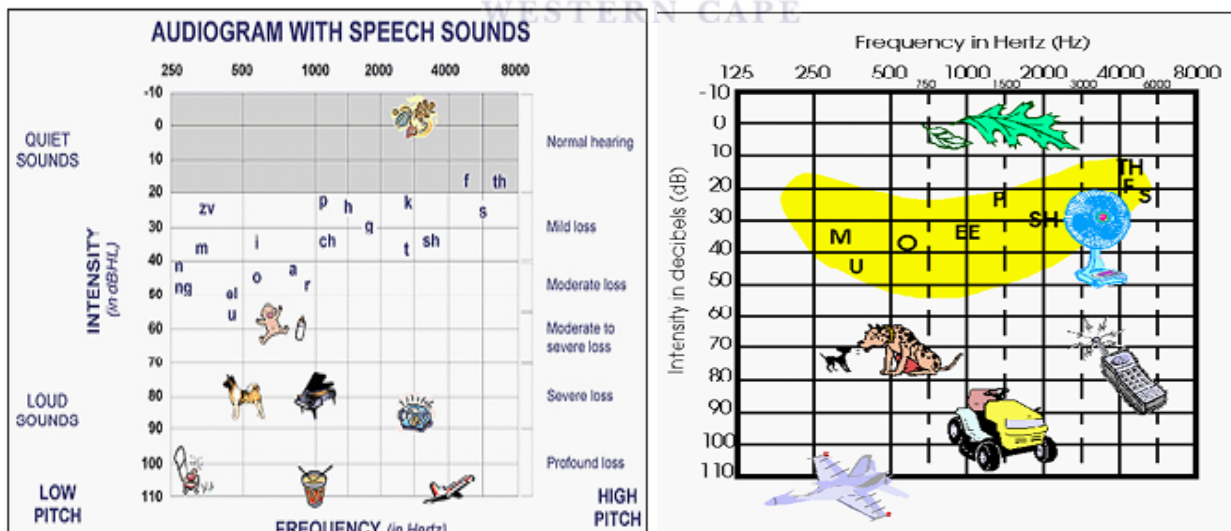 WESTERN CAPE
AUDIOGRAM WITH SPEECH SOUNDS
250 500 1000 2000 4000 8000
-10
0
10
20
30
40
50
60
70
80
90
100
110
QUIET
SOUNDS
INTENSITY
(in dBHL)
LOUD
SOUNDS
LOW
PITCH
f th
zv p h k s
g
m i ch sh
t
n o a
ng r
el
u
Normal hearing
Mild loss
Moderate loss
Moderate to
severe loss
Severe loss
Profound loss
HIGH
PITCH
FREQUENCY (in Hertz)
Frequency in Hertz (Hz)
125 250 500 750 1000 1500 2000 3000 4000 6000 8000
Intensity in decibels (dB)
-10
0
10
20
30
40
50
60
70
80
90
100
110
TH
F
S
P
SH
M
O
EE
U